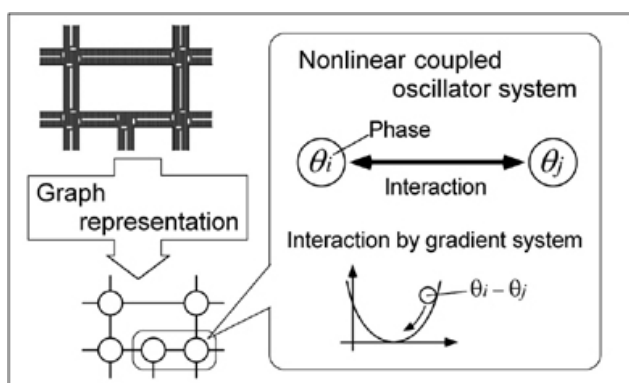 Nonlinear coupled
oscillator system
Phase
θi
θj
Interaction
Graph
representation
Interaction by gradient system
θi − θj